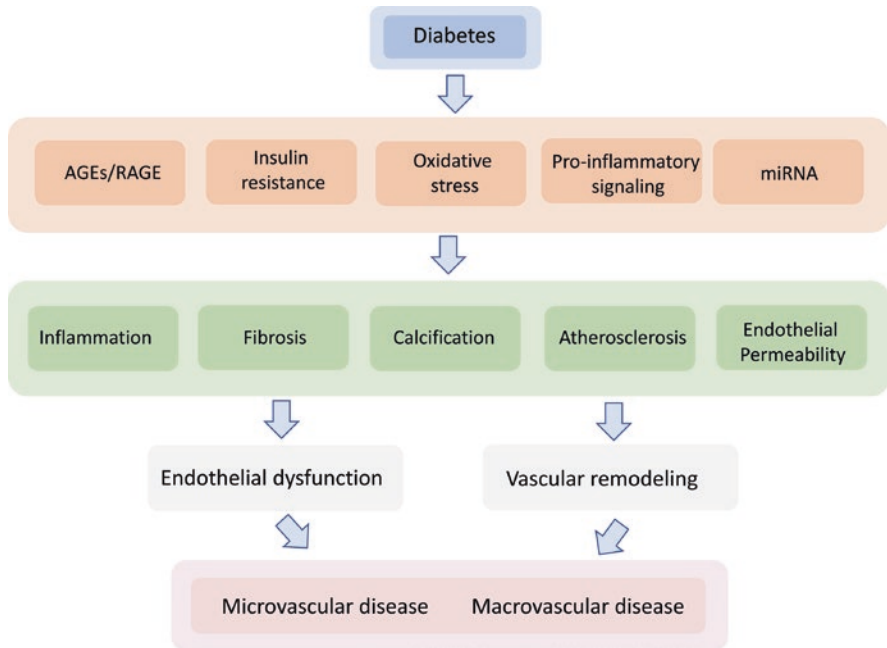 Diabetes
AGEs/RAGE
Insulin
resistance
Oxidative
stress
Pro-inflammatory
signaling
miRNA
Inflammation
Fibrosis
Calcification
Atherosclerosis
Endothelial
Permeability
Endothelial dysfunction
Vascular remodeling
Microvascular disease
Macrovascular disease